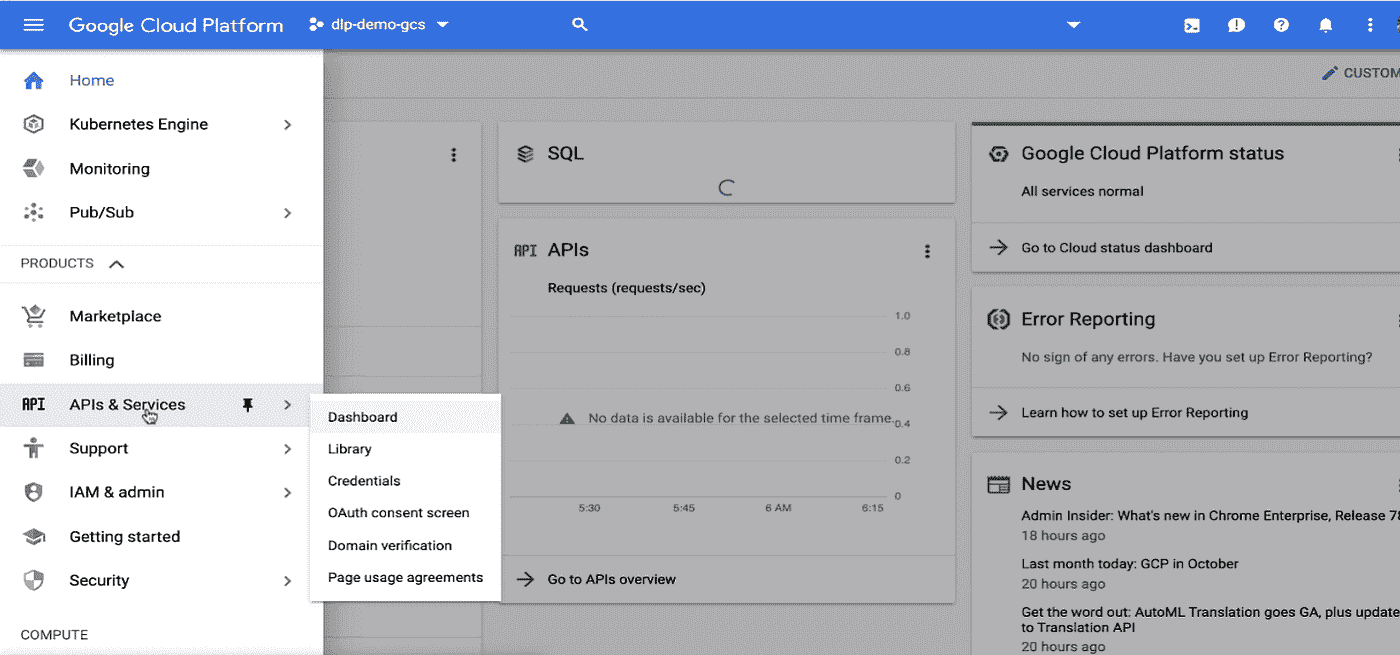 Google Cloud Platform
dlp-demo-gcs
Home
Kubernetes Engine
Monitoring
Pub/Sub
PRODUCTS
Marketplace
Billing
API APIs & Services
Support
IAM & admin
Getting started
Security
COMPUTE
Dashboard
Library
Credentials
OAuth consent screen
Domain verification
Page usage agreements
SQL
API APIs
Requests (requests/sec)
1.0
0.8
0.6
No data is available for the selected time frame.
0.4
0.2
0
5:30 5:45 6 AM 6:15
Go to APIs overview
CUSTOM
Google Cloud Platform status
All services normal
Go to Cloud status dashboard
Error Reporting
No sign of any errors. Have you set up Error Reporting?
Learn how to set up Error Reporting
News
Admin Insider: What's new in Chrome Enterprise, Release 78
18 hours ago
Last month today: GCP in October
20 hours ago
Get the word out: AutoML Translation goes GA, plus update
to Translation API
20 hours ago